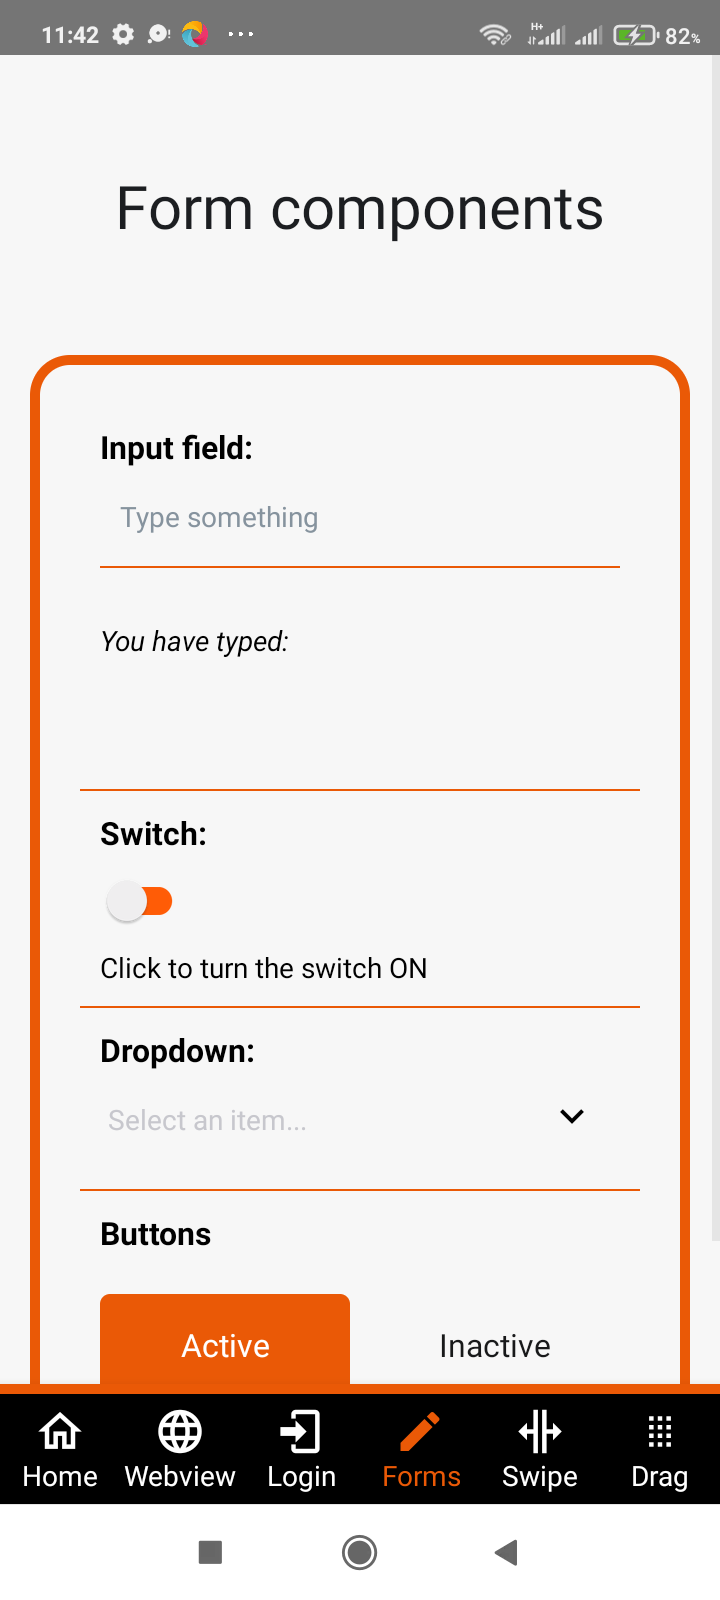 11:42 82%
H+
Form components
Input field:
Type something
You have typed:
Switch:
Click to turn the switch ON
Dropdown:
Select an item...
Buttons
Active Inactive
Home Webview Login Forms Swipe Drag